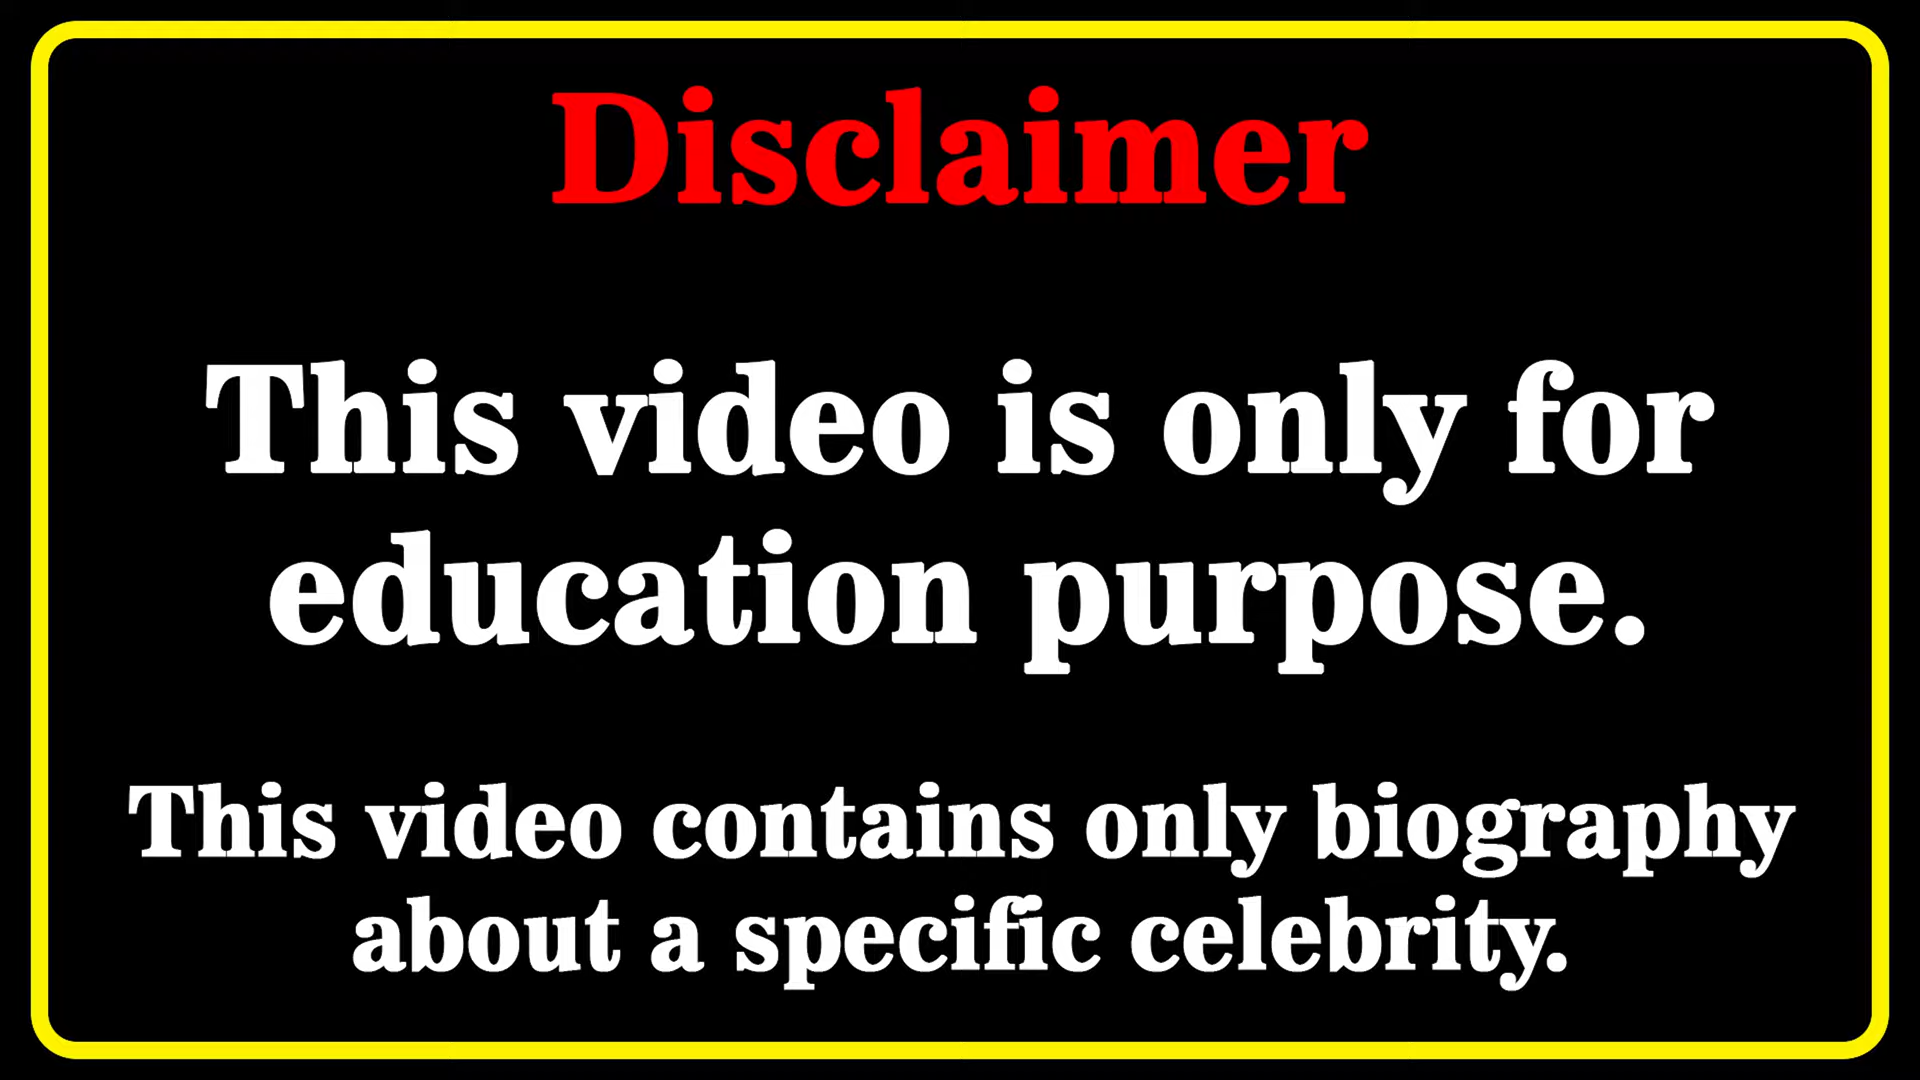 Disclaimer
This video is only for
education purpose.
This video contains only biography
about a specific celebrity.